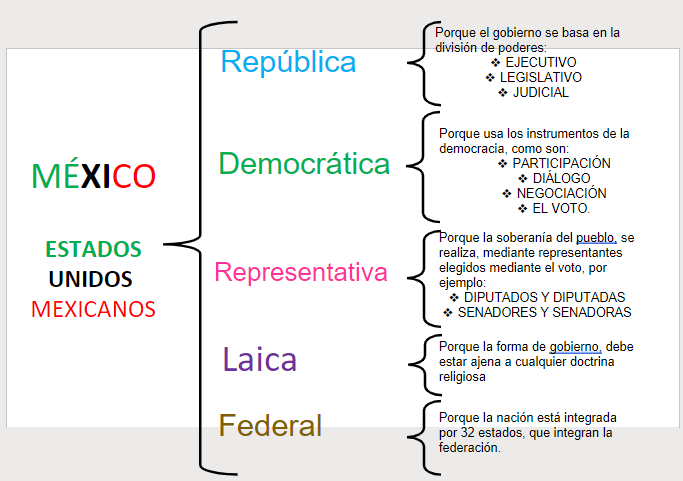 MÉXICO
ESTADOS
UNIDOS
MEXICANOS
República
Porque el gobierno se basa en la
división de poderes:
❖ EJECUTIVO
❖ LEGISLATIVO
❖ JUDICIAL
Democrática
Porque usa los instrumentos de la
democracia, como son:
❖ PARTICIPACIÓN
❖ DIÁLOGO
❖ NEGOCIACIÓN
❖ EL VOTO.
Representativa
Porque la soberanía del pueblo, se
realiza, mediante representantes
elegidos mediante el voto, por
ejemplo:
❖ DIPUTADOS Y DIPUTADAS
❖ SENADORES Y SENADORAS
Laica
Porque la forma de gobierno, debe
estar ajena a cualquier doctrina
religiosa
Federal
Porque la nación está integrada
por 32 estados, que integran la
federación.